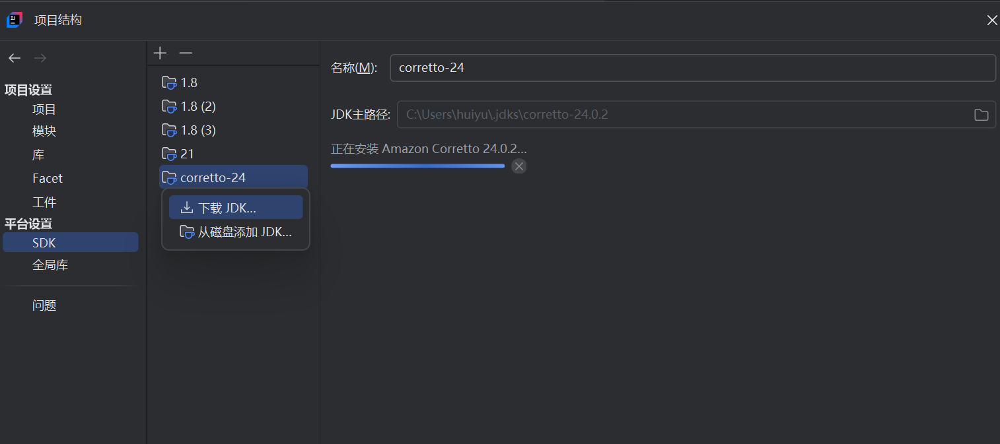 项目结构
项目设置
项目
模块
库
Facet
工件
平台设置
SDK
全局库
问题
1.8
1.8 (2)
1.8 (3)
21
corretto-24
下载 JDK...
从磁盘添加 JDK...
名称(M): corretto-24
JDK主路径: C:\Users\huiyu\.jdks\corretto-24.0.2
正在安装 Amazon Corretto 24.0.2...